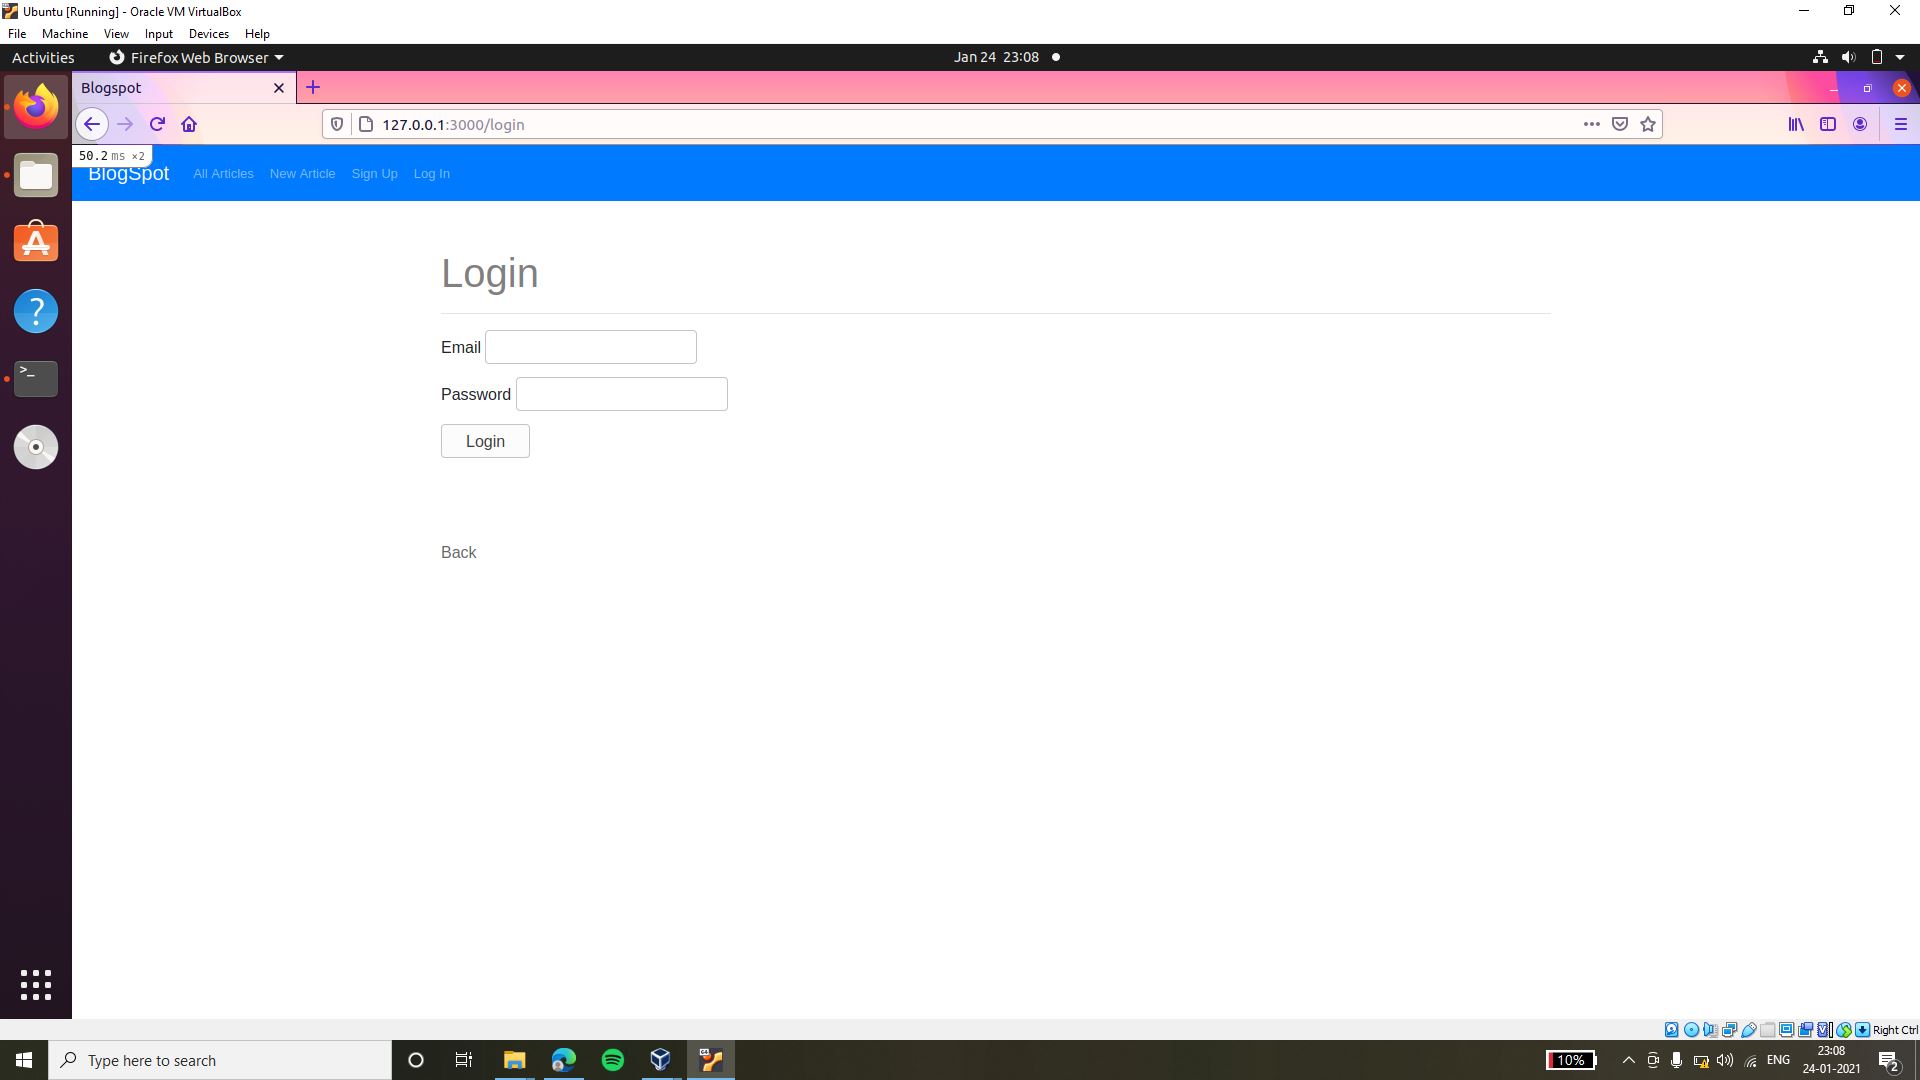 Ubuntu [Running] - Oracle VM VirtualBox
File Machine View Input Devices Help
Activities Firefox Web Browser Jan 24 23:08
Blogspot
127.0.0.1:3000/login
50.2 ms ×2
BlogSpot All Articles New Article Sign Up Log In
Login
Email
Password
Login
Back
Right Ctrl
Type here to search
10% ENG 23:08
24-01-2021
2